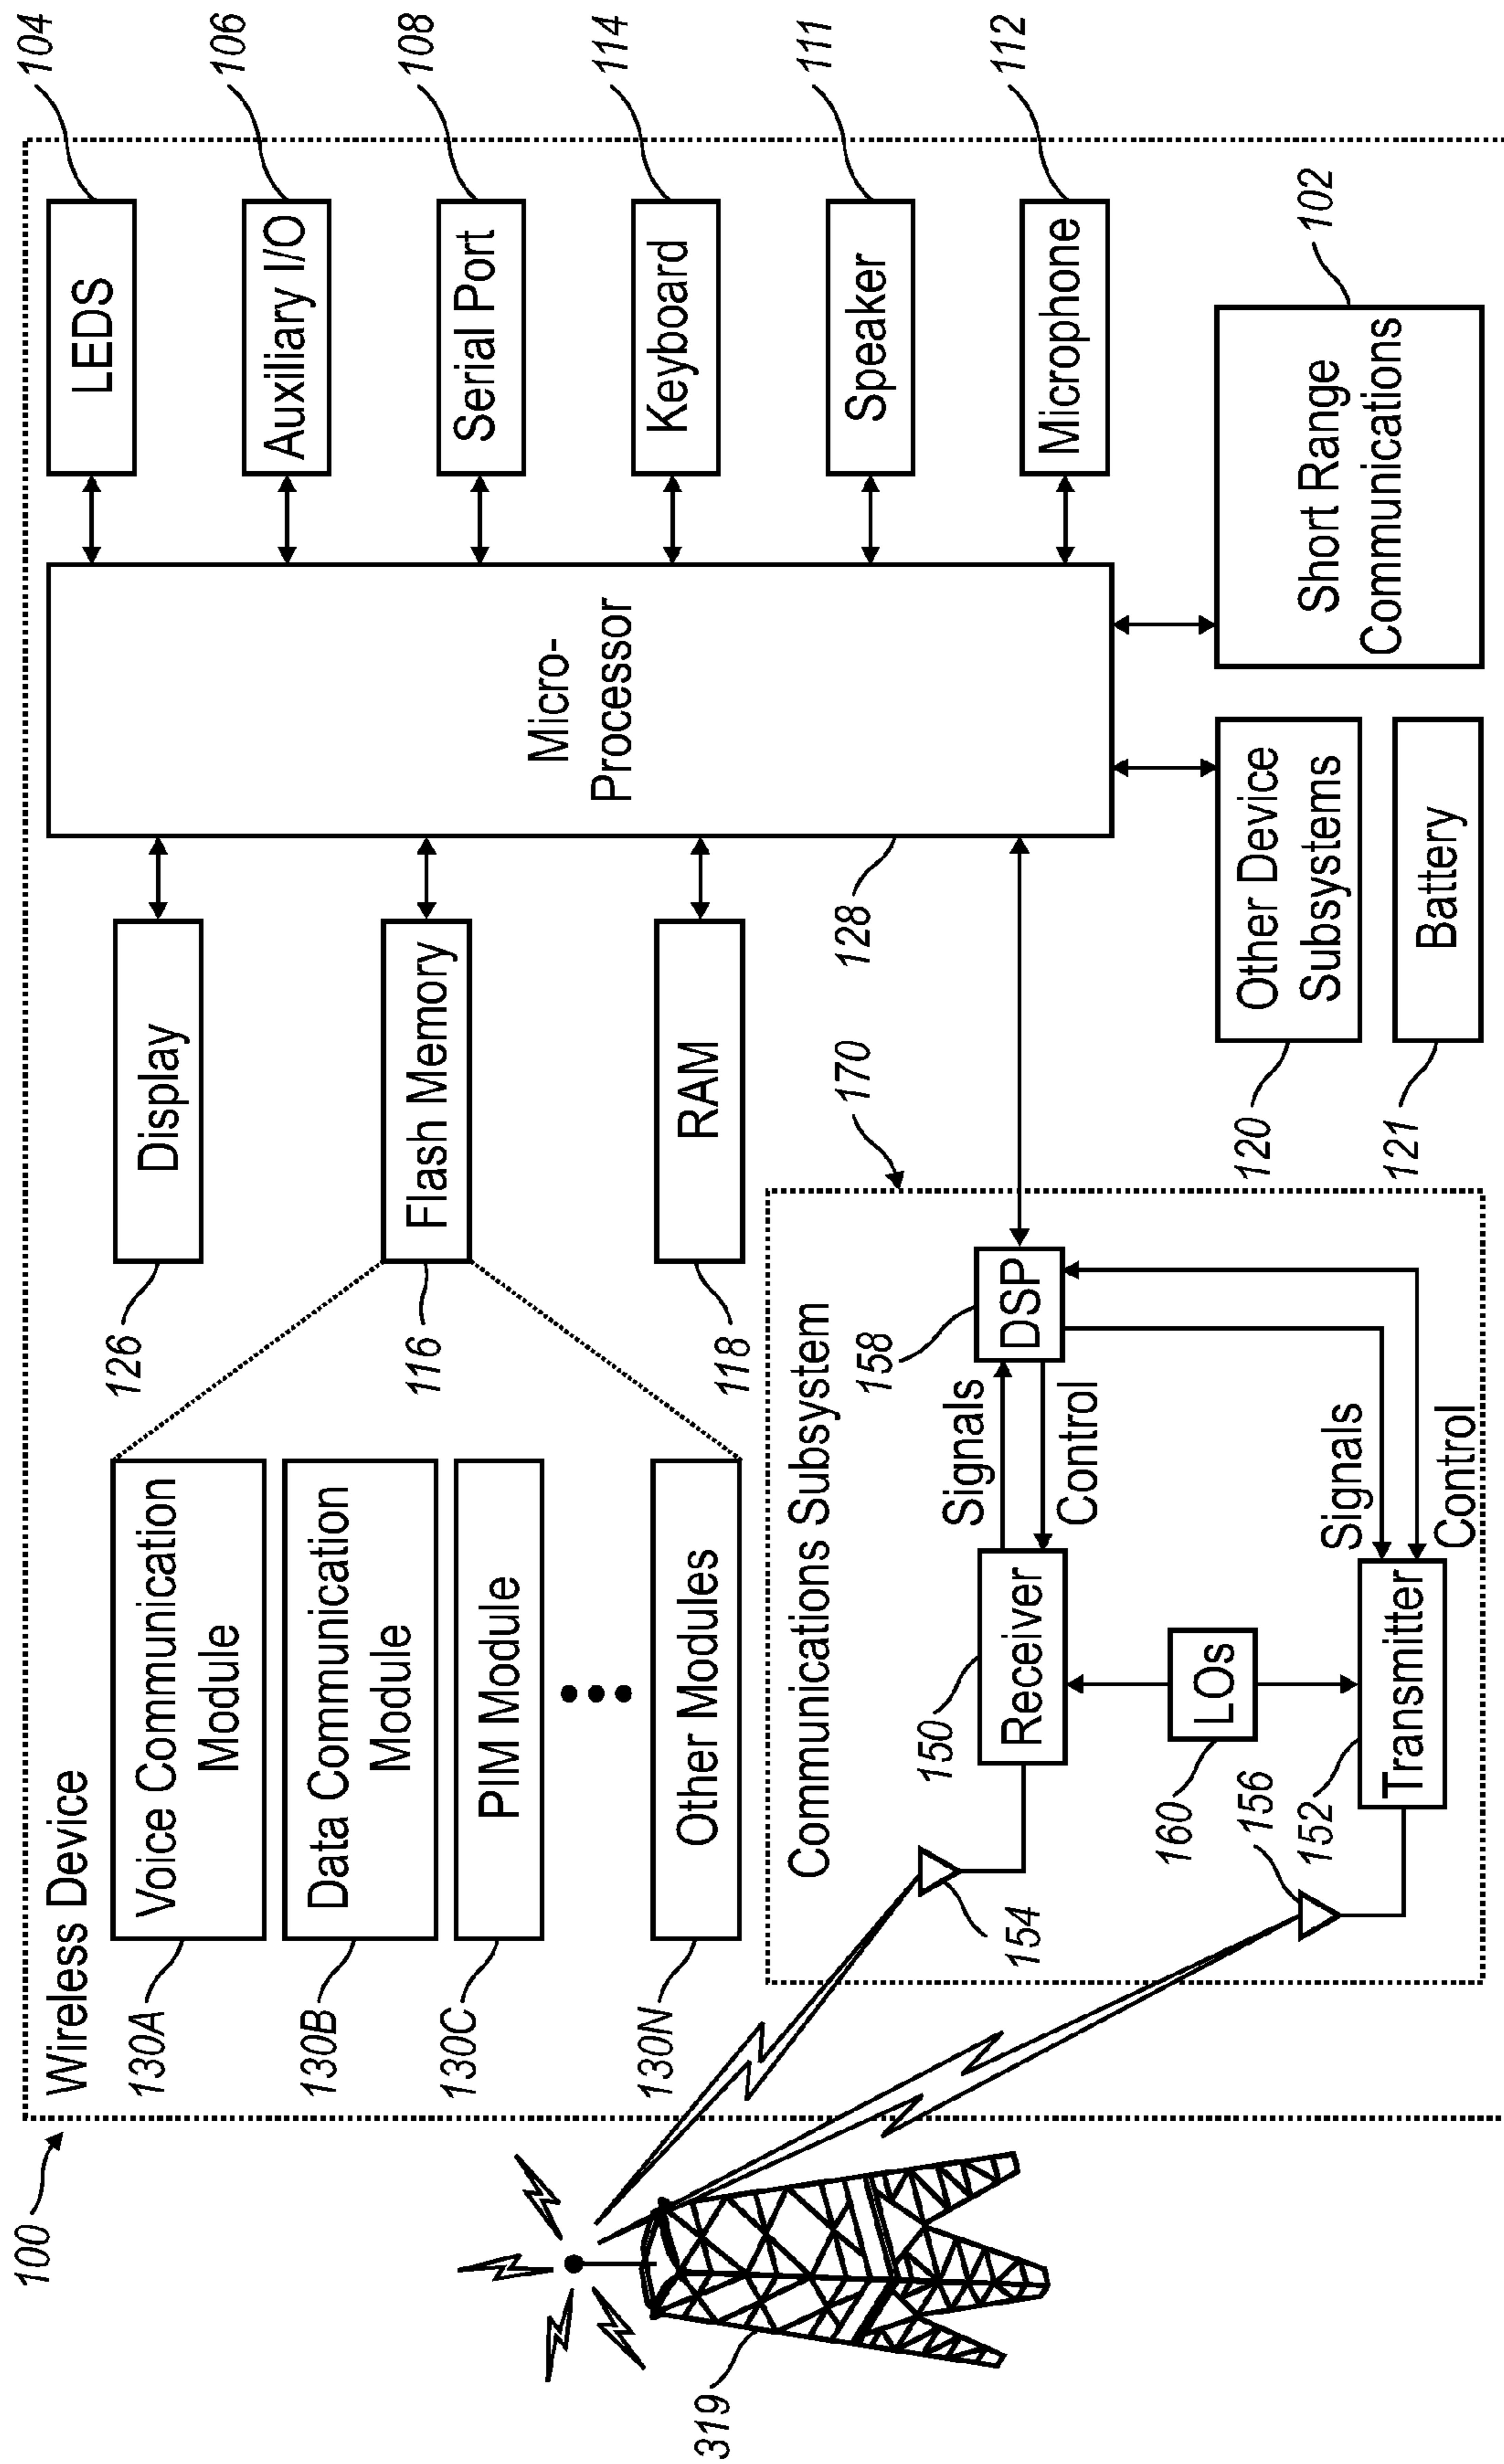 100
Wireless Device
130A
Voice Communication
Module
130B
Data Communication
Module
130C
PIM Module
130N
Other Modules
126
Display
116
Flash Memory
118
RAM
Micro-
Processor
128
LEDS
104
Auxiliary I/O
106
Serial Port
108
Keyboard
114
Speaker
111
Microphone
112
Short Range
Communications
102
Other Device
Subsystems
120
Battery
121
170
Communications Subsystem
158
DSP
Signals
Control
150
Receiver
154
160
LOs
156
152
Transmitter
Signals
Control
319